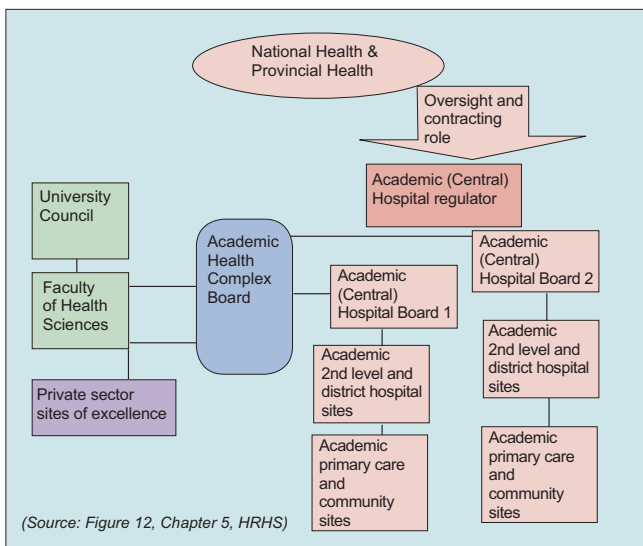 National Health &
Provincial Health
Oversight and
contracting
role
Academic (Central)
Hospital regulator
University
Council
Faculty
of Health
Sciences
Private sector
sites of excellence
Academic
Health
Complex
Board
Academic
(Central)
Hospital Board 1
Academic
2nd level and
district hospital
sites
Academic
primary care
and
community
sites
Academic
(Central)
Hospital Board 2
Academic
2nd level and
district hospital
sites
Academic
primary care
and
community sites
(Source: Figure 12, Chapter 5, HRHS)